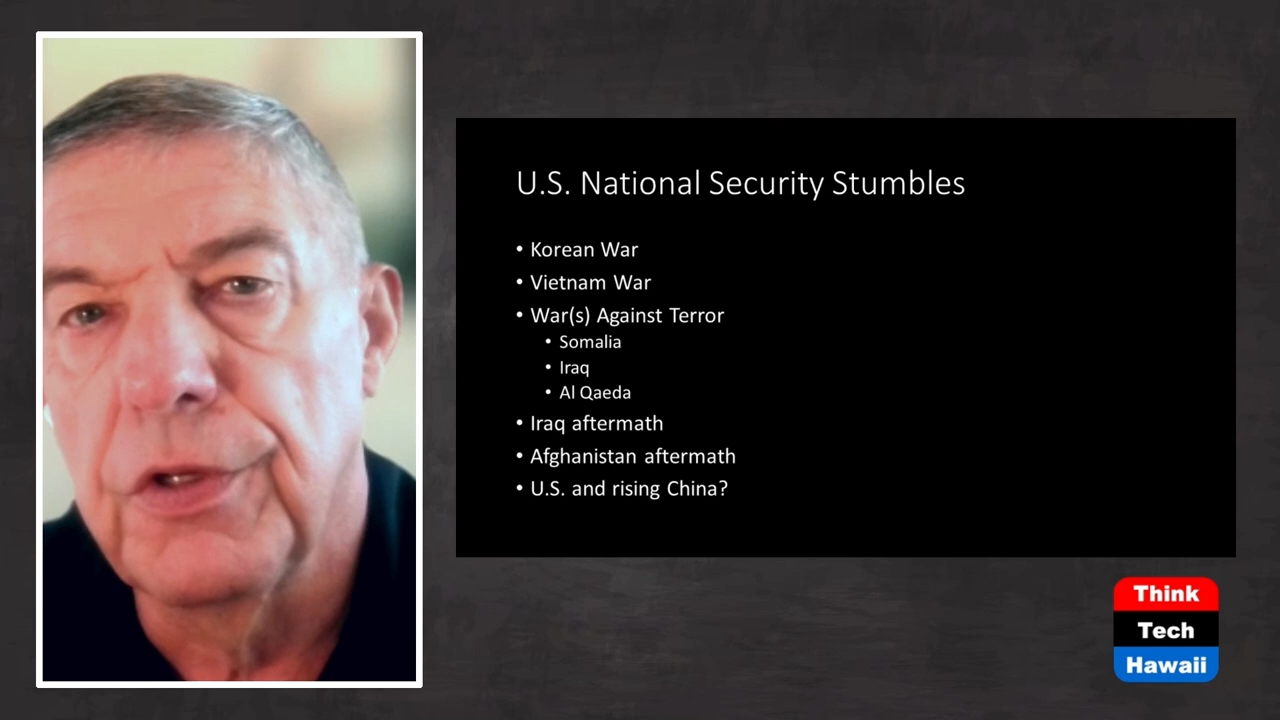 U.S. National Security Stumbles
• Korean War
• Vietnam War
• War(s) Against Terror
• Somalia
• Iraq
• Al Qaeda
• Iraq aftermath
• Afghanistan aftermath
• U.S. and rising China?
Think
Tech
Hawaii